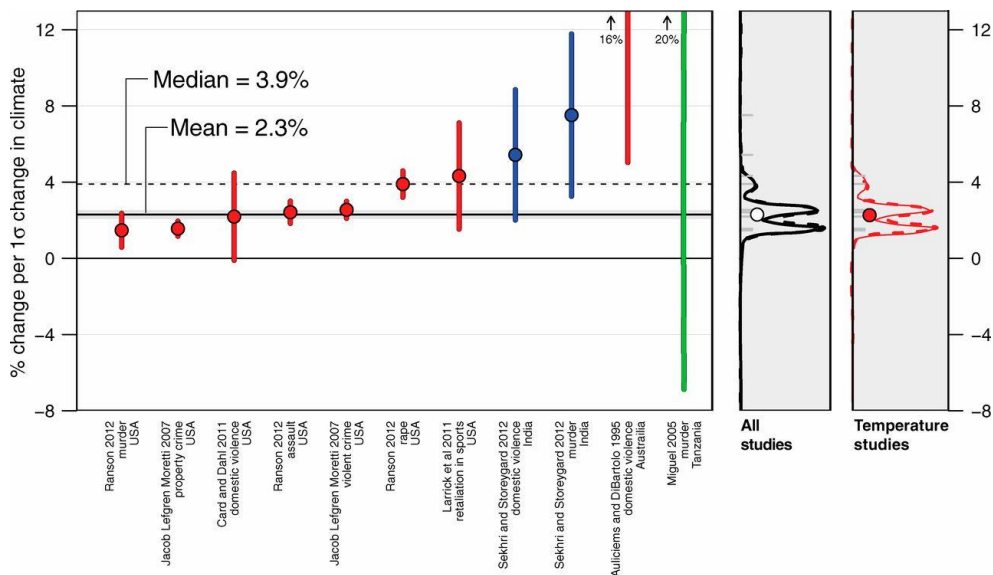 % change per 1σ change in climate
12
8
4
0
−4
−8
Median = 3.9%
Mean = 2.3%
16%
20%
Ranson 2012
murder
USA
Jacob Lefgren Moretti 2007
property crime
USA
Card and Dahl 2011
domestic violence
USA
Ranson 2012
assault
USA
Jacob Lefgren Moretti 2007
violent crime
USA
Ranson 2012
rape
USA
Larrick et al 2011
retaliation in sports
USA
Sekhri and Storeygard 2012
domestic violence
India
Sekhri and Storeygard 2012
murder
India
Auliciems and DiBartolo 1995
domestic violence
Austrailia
Miguel 2005
murder
Tanzania
All
studies
Temperature
studies
12
8
4
0
−4
−8